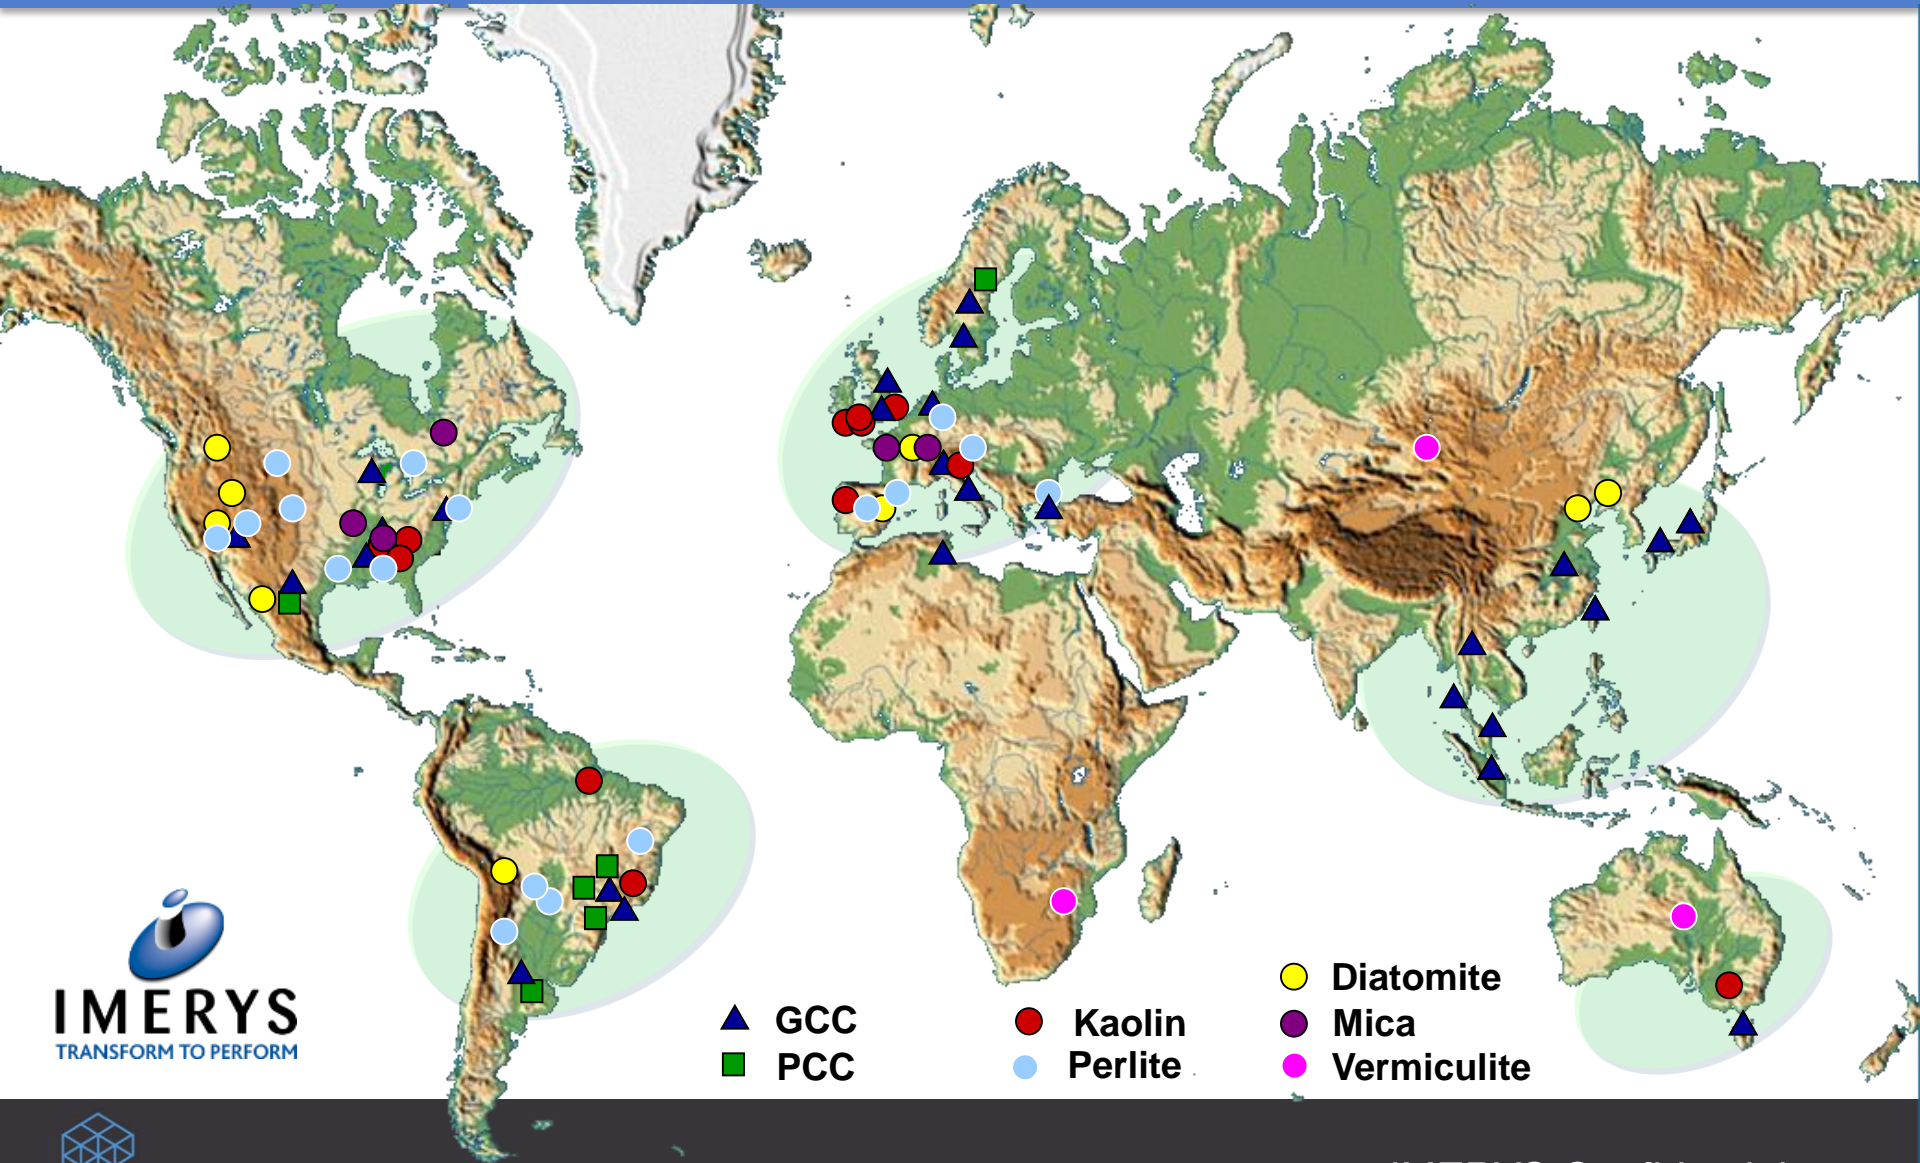 IMERYS
TRANSFORM TO PERFORM
GCC
PCC
Kaolin
Perlite
Diatomite
Mica
Vermiculite